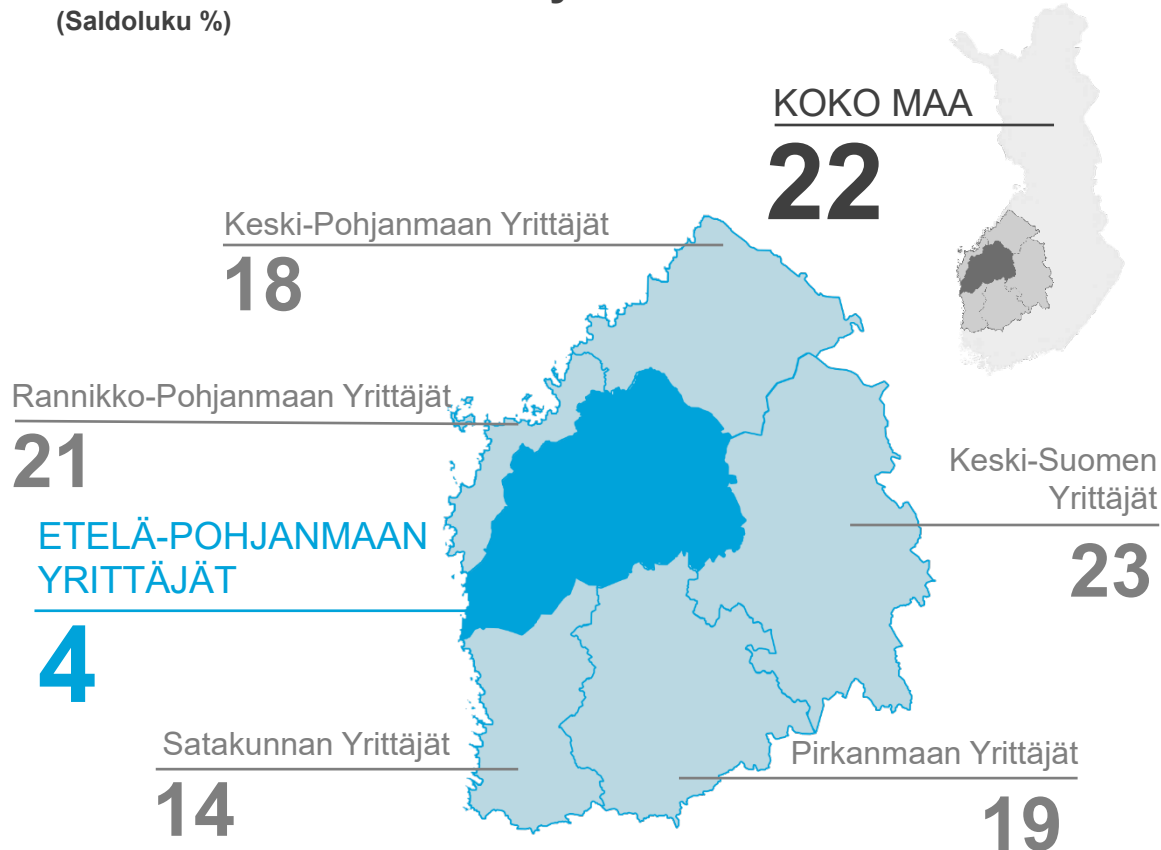 (Saldoluku %)
KOKO MAA
22
Keski-Pohjanmaan Yrittäjät
18
Rannikko-Pohjanmaan Yrittäjät
21
Keski-Suomen
Yrittäjät
23
ETELÄ-POHJANMAAN
YRITTÄJÄT
4
Satakunnan Yrittäjät
14
Pirkanmaan Yrittäjät
19